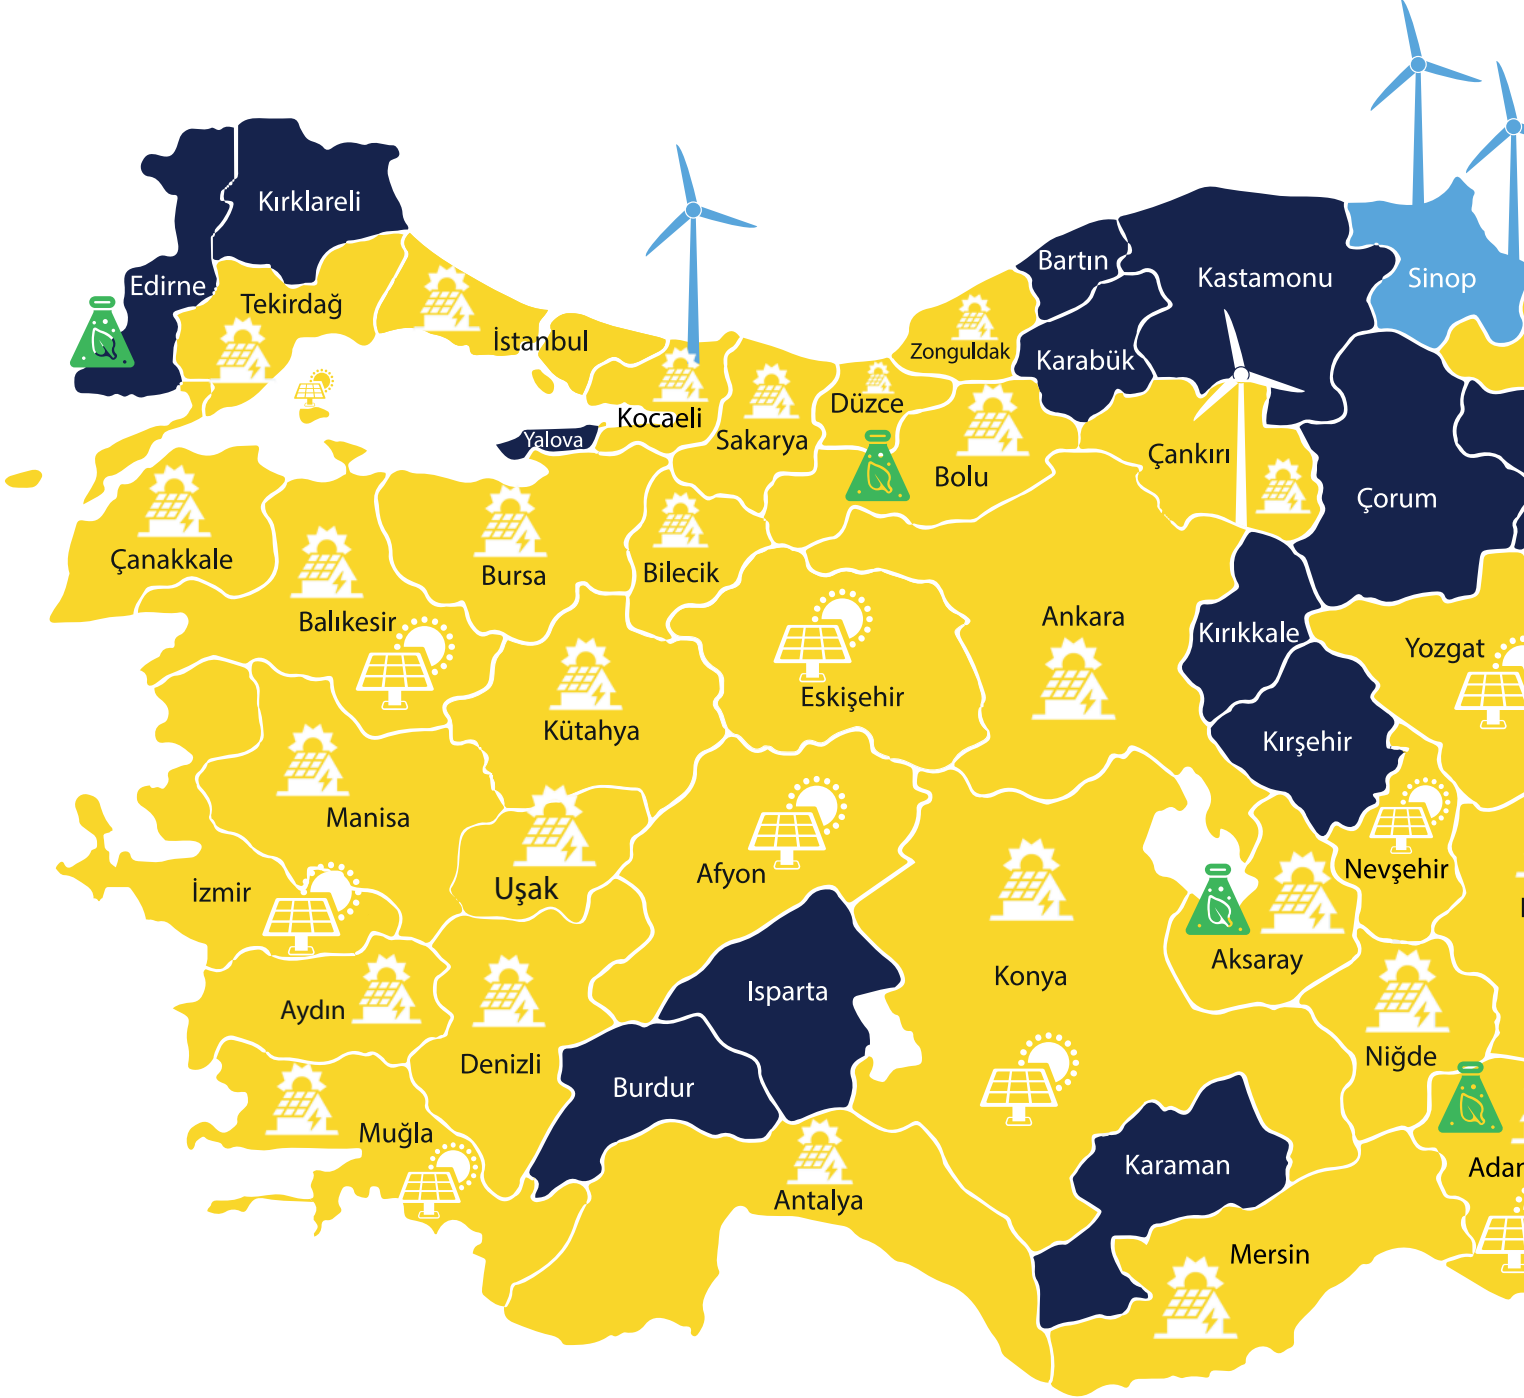 Kırklareli
Bartın
Kastamonu
Sinop
Edirne
Tekirdağ
İstanbul
Zonguldak
Karabük
Düzce
Kocaeli
Sakarya
Yalova
Çankırı
Bolu
Çorum
Çanakkale
Bursa
Bilecik
Balıkesir
Ankara
Kırıkkale
Yozgat
Eskişehir
Kütahya
Kırşehir
Manisa
Afyon
Nevşehir
Uşak
İzmir
Aksaray
Konya
Isparta
Aydın
Niğde
Denizli
Burdur
Muğla
Karaman
Adan
Antalya
Mersin